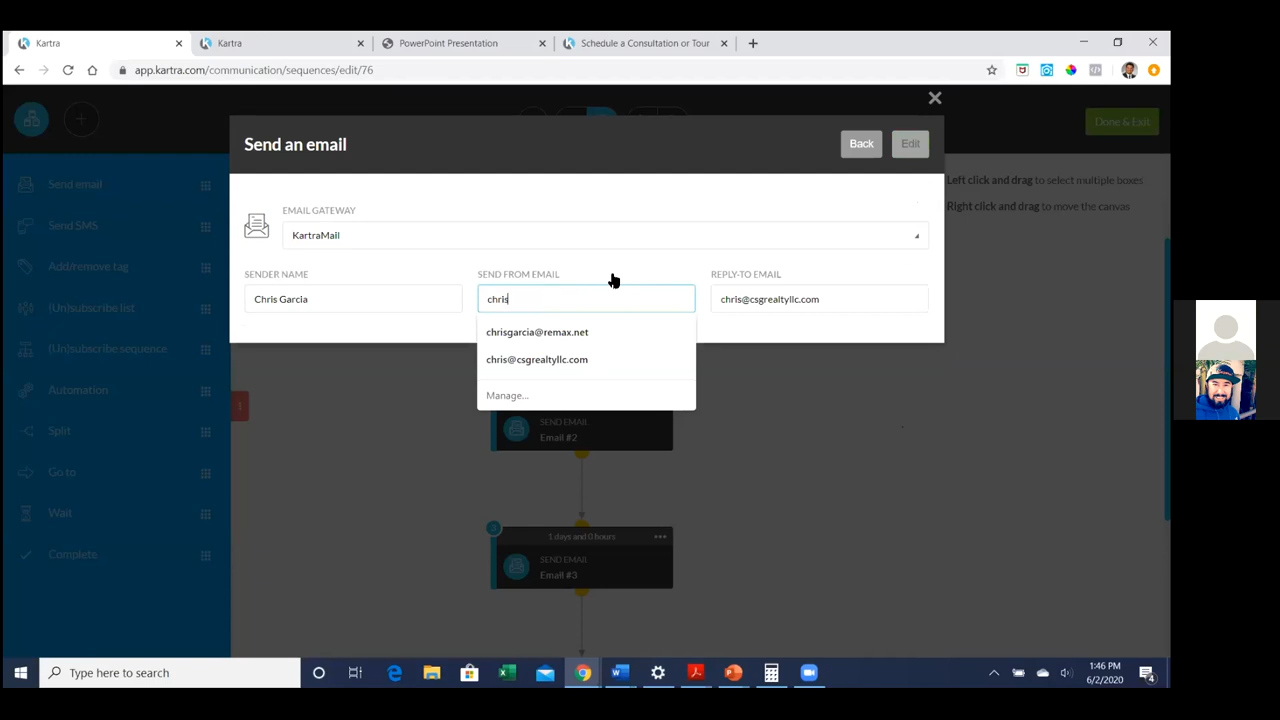 Kartra
Kartra
PowerPoint Presentation
Schedule a Consultation or Tour
app.kartra.com/communication/sequences/edit/76
Send an email
Back
Edit
Done & Exit
Send email
Send SMS
Add/remove tag
(Un)subscribe list
(Un)subscribe sequence
Automation
Split
Go to
Wait
Complete
Left click and drag to select multiple boxes
Right click and drag to move the canvas
EMAIL GATEWAY
KartraMail
SENDER NAME
SEND FROM EMAIL
REPLY-TO EMAIL
Chris Garcia
chris
chris@csgrealtyllc.com
chrisgarcia@remax.net
chris@csgrealtyllc.com
Manage...
1
SEND EMAIL
Email #2
3
1 days and 0 hours
SEND EMAIL
Email #3
Type here to search
1:46 PM
6/2/2020
4